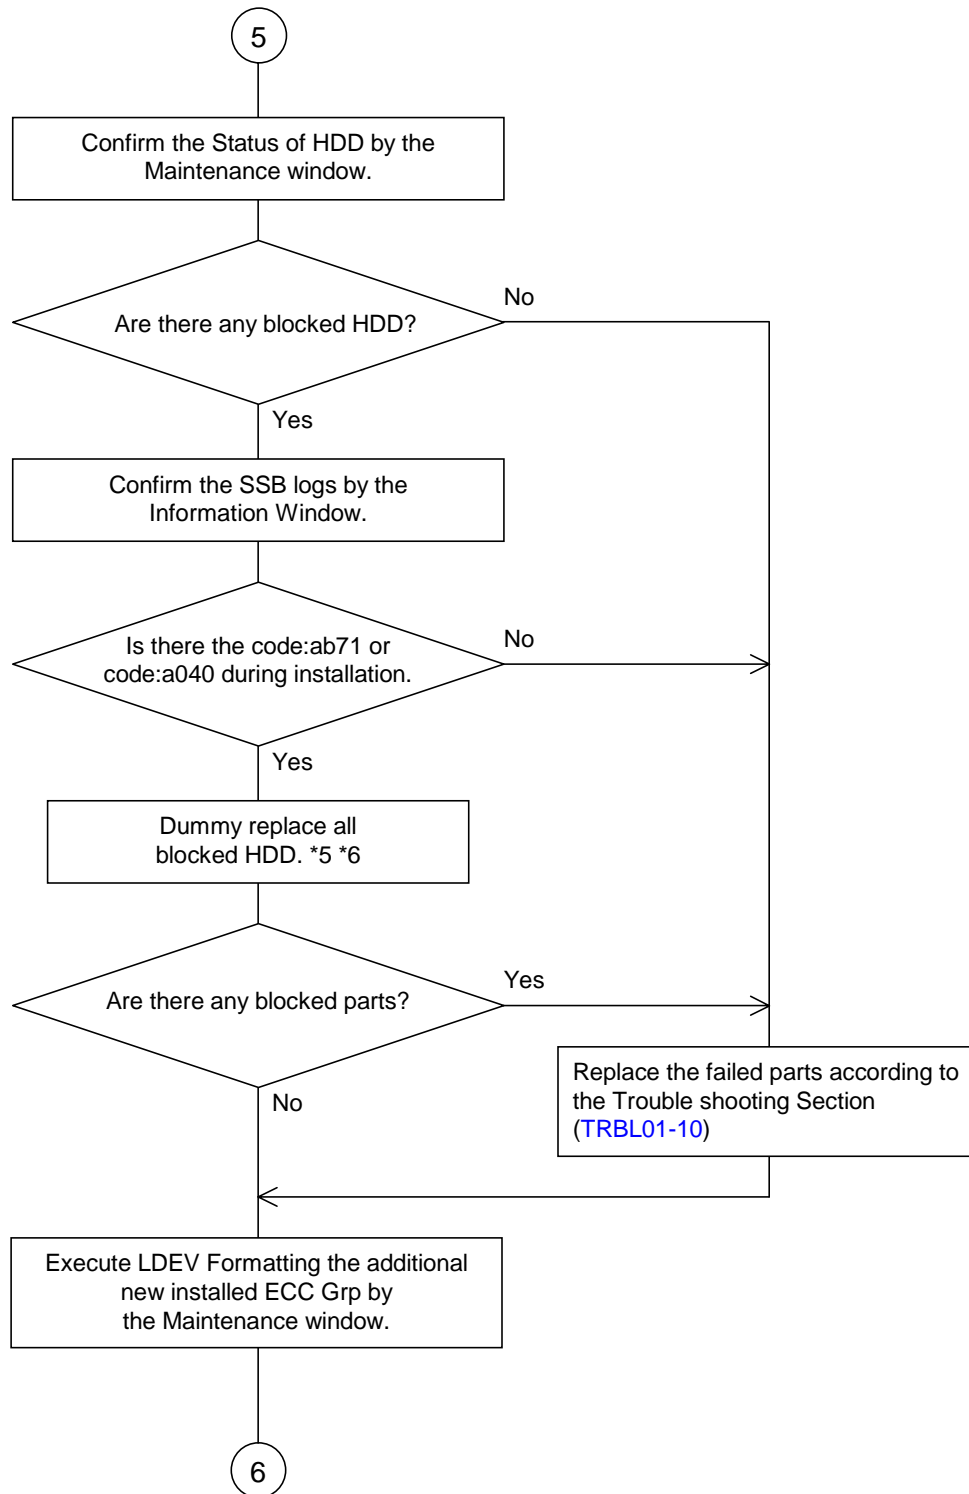 5
Confirm the Status of HDD by the
Maintenance window.
Are there any blocked HDD?
No
Yes
Confirm the SSB logs by the
Information Window.
Is there the code:ab71 or
code:a040 during installation.
No
Yes
Dummy replace all
blocked HDD. *5 *6
Are there any blocked parts?
Yes
No
Replace the failed parts according to
the Trouble shooting Section
(TRBL01-10)
Execute LDEV Formatting the additional
new installed ECC Grp by
the Maintenance window.
6